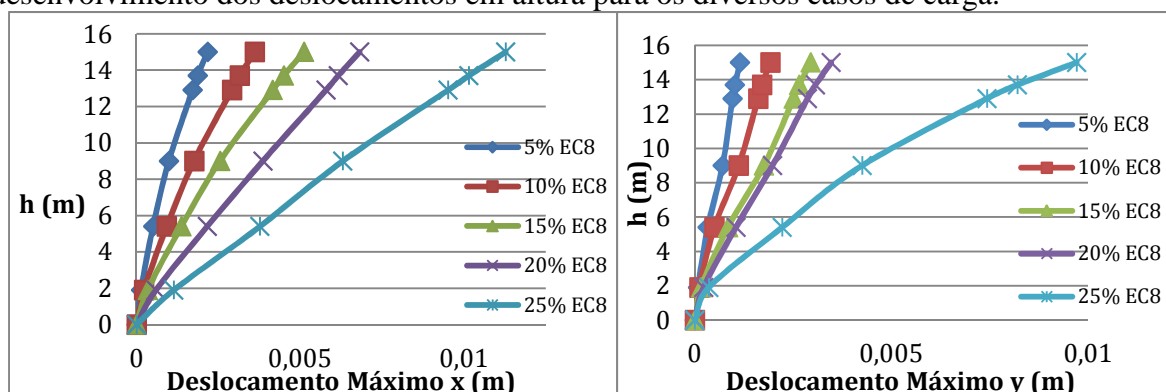 desenvolvimento dos deslocamentos em altura para os diversos casos de carga.
16
14
12
10
8
6
4
2
0
h (m)
0
0,005
0,01
Deslocamento Máximo x (m)
5% EC8
10% EC8
15% EC8
20% EC8
25% EC8
16
14
12
10
8
6
4
2
0
h (m)
0
0,005
0,01
Deslocamento Máximo y (m)
5% EC8
10% EC8
15% EC8
20% EC8
25% EC8